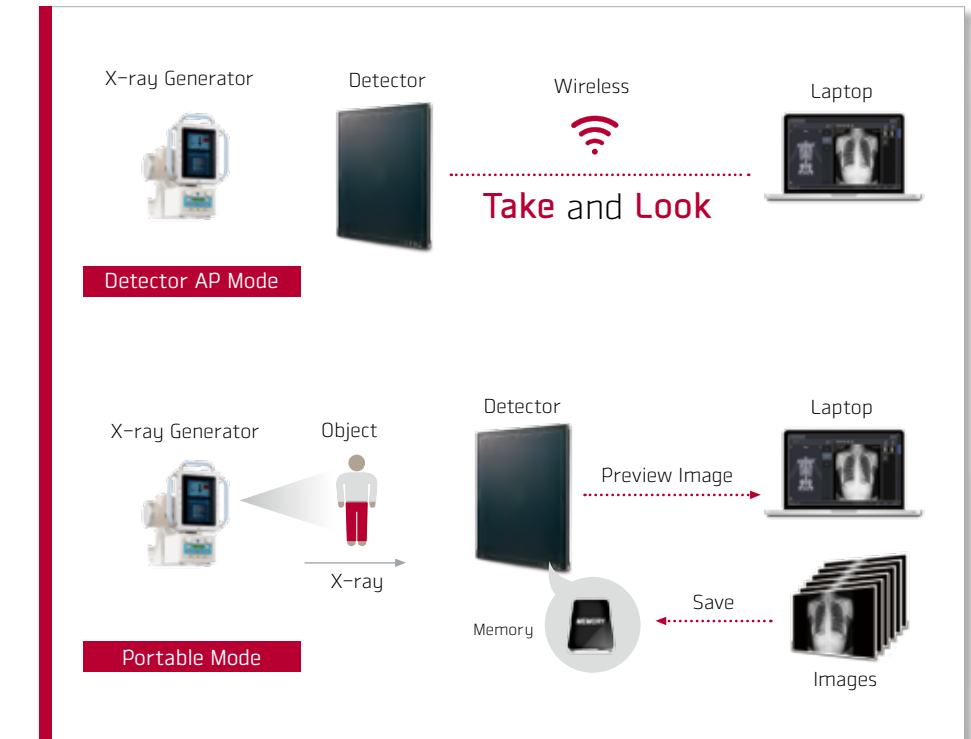 X-ray Generator
Detector
Wireless
Laptop
Take and Look
Detector AP Mode
X-ray Generator
Object
Detector
Laptop
Preview Image
X-ray
MEMORY
Memory
Save
Portable Mode
Images